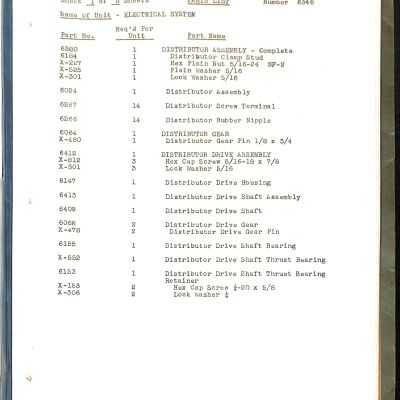 Sheet 1 of 8 Sheets PARTS LIST Number 8346
Name of Unit - ELECTRICAL SYSTEM
Req'd Per
Part No. Unit Part Name
6380 1 DISTRIBUTOR ASSEMBLY - Complete
6184 1 Distributor Clamp Stud
X-227 1 Hex Plain Nut 5/16-24 NF-2
X-525 1 Plain Washer 5/16
X-301 1 Lock Washer 5/16
6024 1 Distributor Assembly
6267 14 Distributor Screw Terminal
6266 14 Distributor Rubber Nipple
6064 1 DISTRIBUTOR GEAR
X-480 1 Distributor Gear Pin 1/8 x 3/4
6412 1 DISTRIBUTOR DRIVE ASSEMBLY
X-812 3 Hex Cap Screw 5/16-18 x 7/8
X-301 3 Lock Washer 5/16
6147 1 Distributor Drive Housing
6413 1 Distributor Drive Shaft Assembly
6409 1 Distributor Drive Shaft
6068 2 Distributor Drive Gear
X-478 2 Distributor Drive Gear Pin
6185 1 Distributor Drive Shaft Bearing
X-552 1 Distributor Drive Shaft Thrust Bearing
6153 1 Distributor Drive Shaft Thrust Bearing
Retainer
X-183 2 Hex Cap Screw ¼-20 x 5/8
X-306 2 Lock Washer ¼